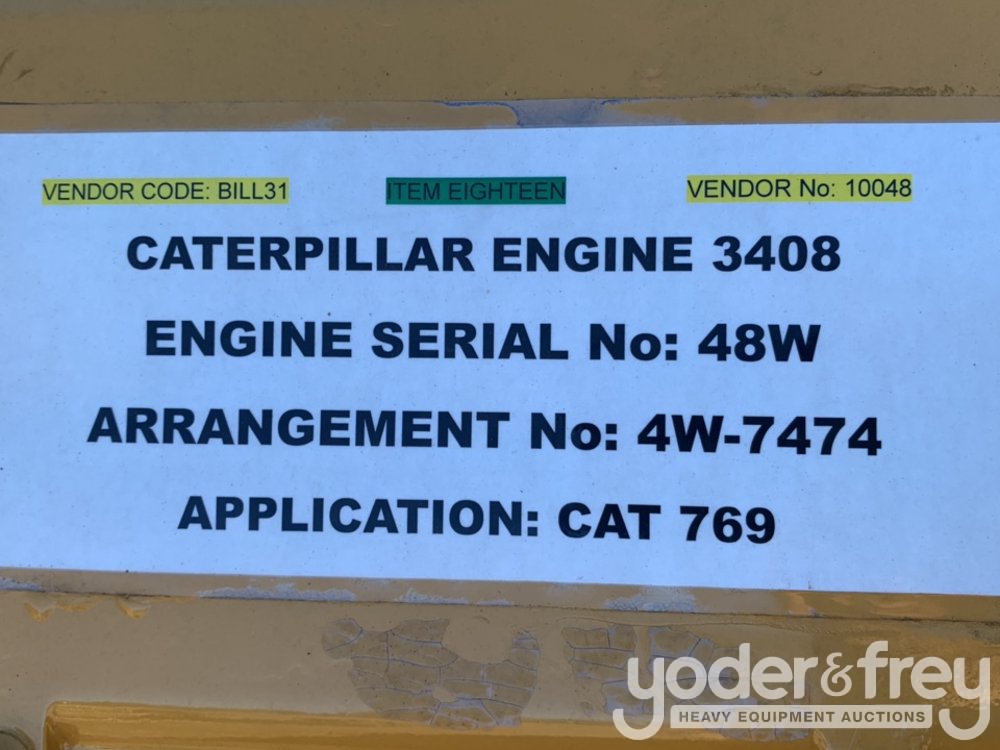 VENDOR CODE: BILL31 ITEM EIGHTEEN VENDOR No: 10048
CATERPILLAR ENGINE 3408
ENGINE SERIAL No: 48W
ARRANGEMENT No: 4W-7474
APPLICATION: CAT 769
yoder&frey
HEAVY EQUIPMENT AUCTIONS